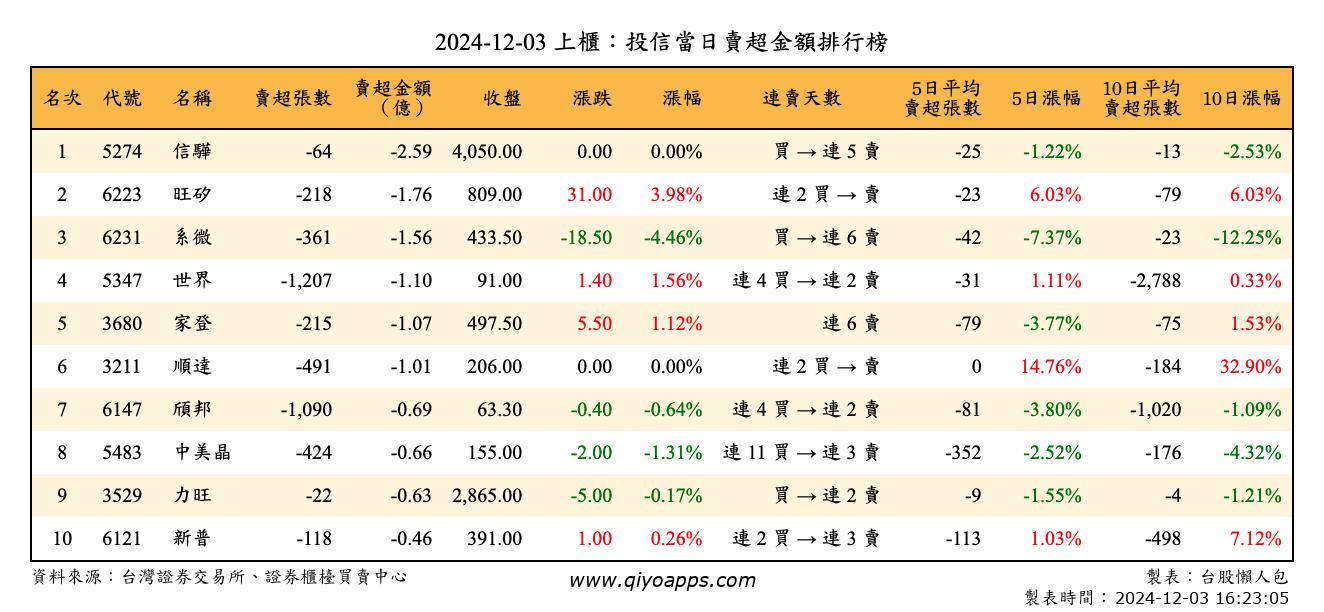 2024-12-03 上櫃：投信當日賣超金額排行榜
名次 代號 名稱 賣超張數 賣超金額（億） 收盤 漲跌 漲幅 連賣天數 5日平均賣超張數 5日漲幅 10日平均賣超張數 10日漲幅
1 5274 信驊 -64 -2.59 4,050.00 0.00 0.00% 買 → 連 5 賣 -25 -1.22% -13 -2.53%
2 6223 旺矽 -218 -1.76 809.00 31.00 3.98% 連 2 買 → 賣 -23 6.03% -79 6.03%
3 6231 系微 -361 -1.56 433.50 -18.50 -4.46% 買 → 連 6 賣 -42 -7.37% -23 -12.25%
4 5347 世界 -1,207 -1.10 91.00 1.40 1.56% 連 4 買 → 連 2 賣 -31 1.11% -2,788 0.33%
5 3680 家登 -215 -1.07 497.50 5.50 1.12% 連 6 賣 -79 -3.77% -75 1.53%
6 3211 順達 -491 -1.01 206.00 0.00 0.00% 連 2 買 → 賣 0 14.76% -184 32.90%
7 6147 頎邦 -1,090 -0.69 63.30 -0.40 -0.64% 連 4 買 → 連 2 賣 -81 -3.80% -1,020 -1.09%
8 5483 中美晶 -424 -0.66 155.00 -2.00 -1.31% 連 11 買 → 連 3 賣 -352 -2.52% -176 -4.32%
9 3529 力旺 -22 -0.63 2,865.00 -5.00 -0.17% 買 → 連 2 賣 -9 -1.55% -4 -1.21%
10 6121 新普 -118 -0.46 391.00 1.00 0.26% 連 2 買 → 連 3 賣 -113 1.03% -498 7.12%
資料來源：台灣證券交易所、證券櫃檯買賣中心 www.qiyoapps.com 製表：台股懶人包
製表時間：2024-12-03 16:23:05